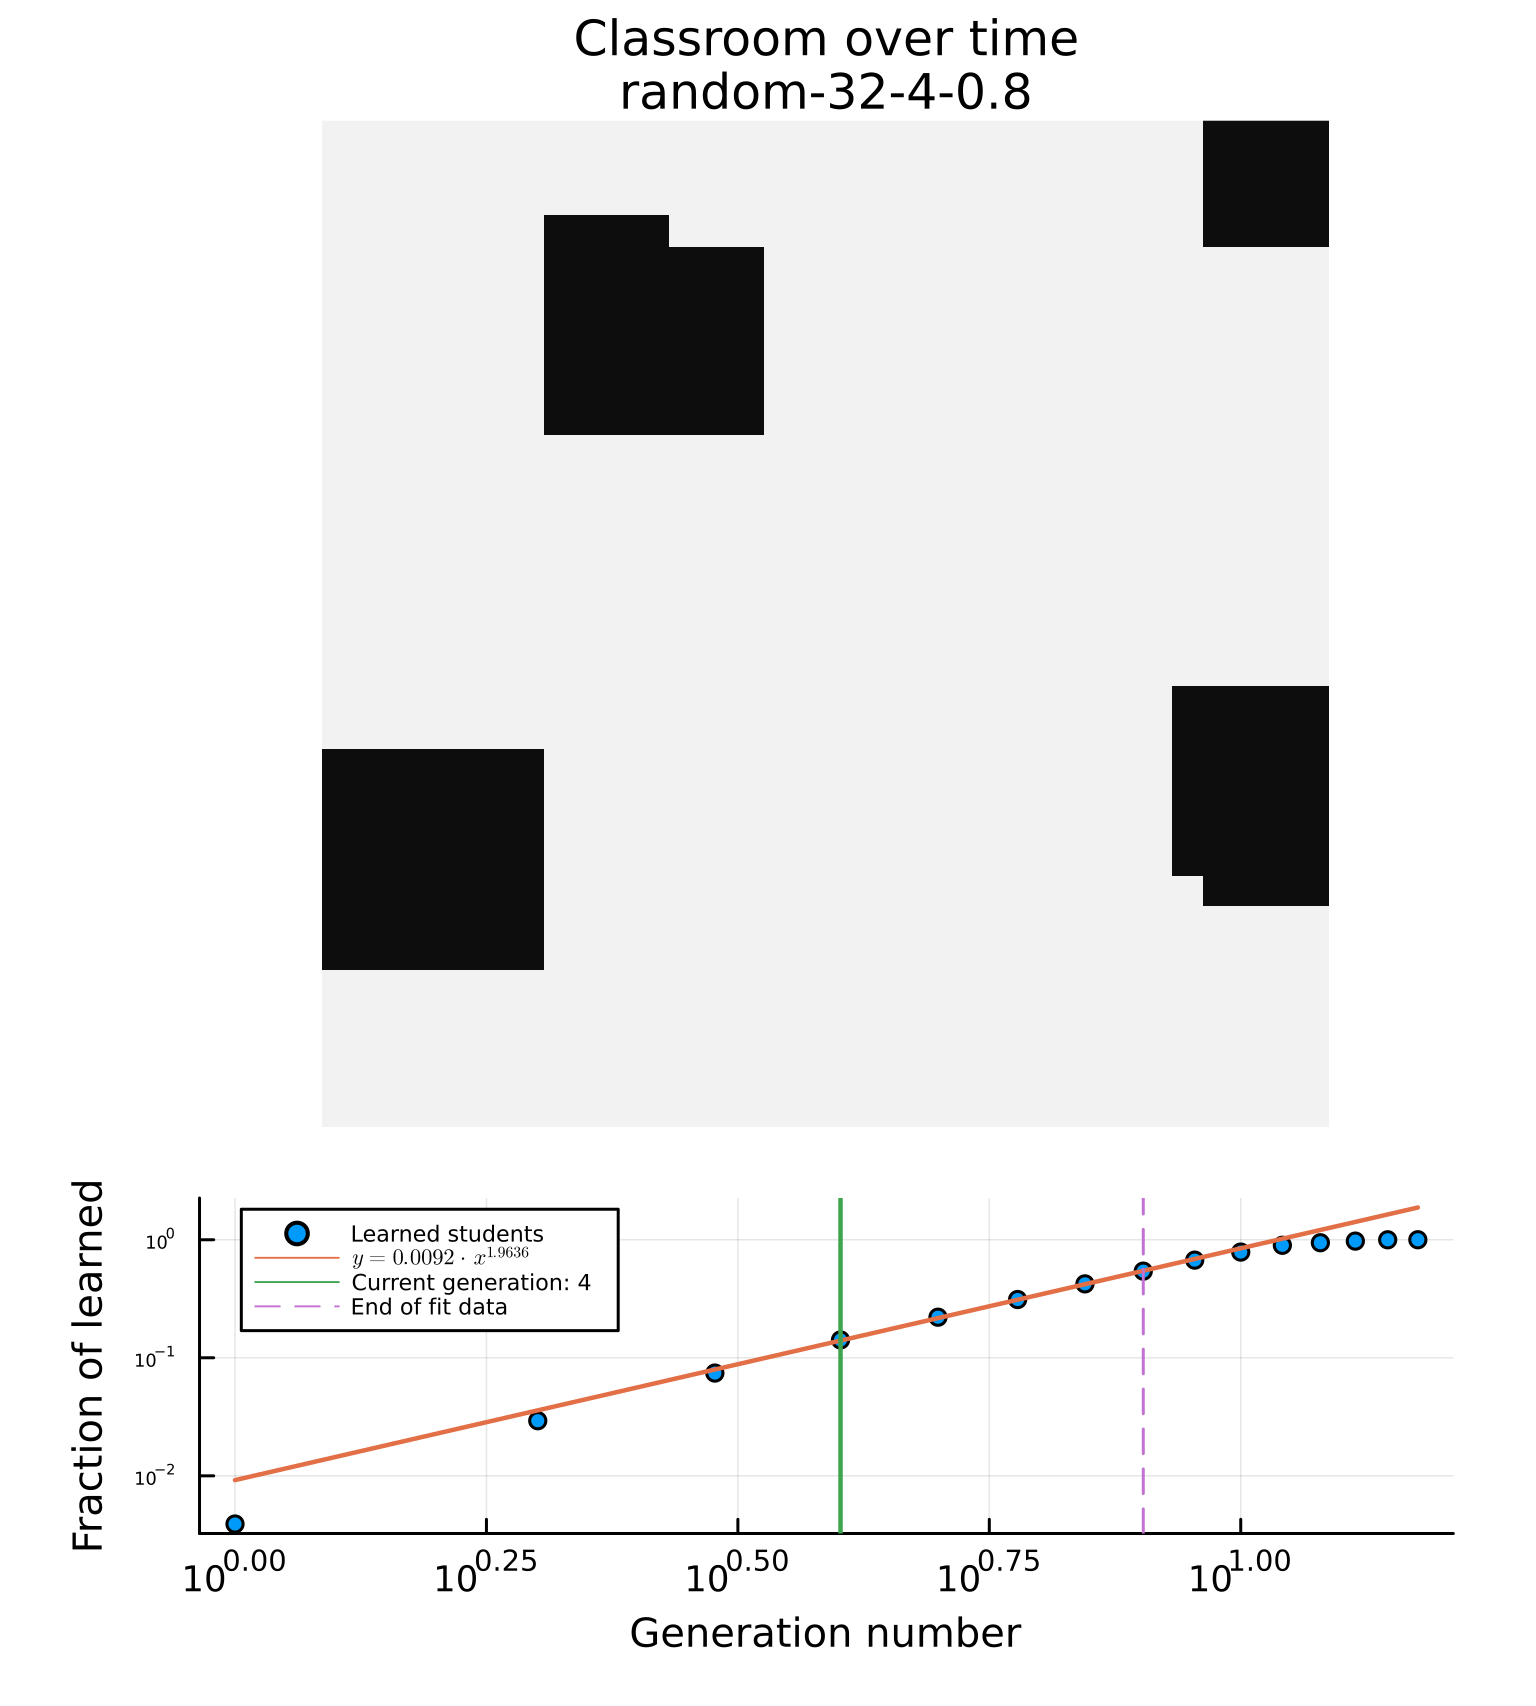 Classroom over time
random-32-4-0.8
Fraction of learned
10⁰
10⁻¹
10⁻²
Learned students
y = 0.0092 · x^1.9636
Current generation: 4
End of fit data
10^0.00 10^0.25 10^0.50 10^0.75 10^1.00
Generation number